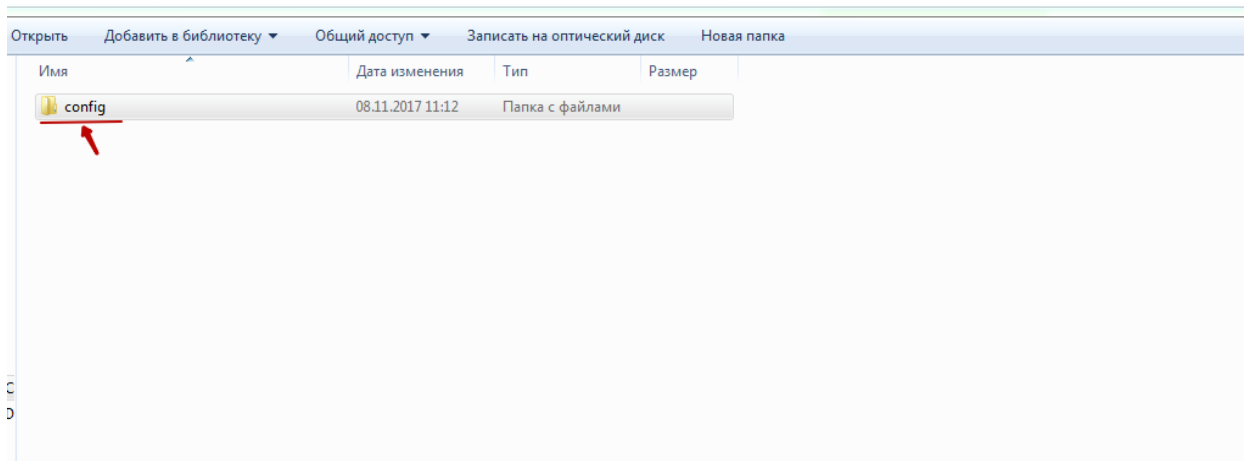 Открыть Добавить в библиотеку Общий доступ Записать на оптический диск Новая папка
Имя Дата изменения Тип Размер
config 08.11.2017 11:12 Папка с файлами